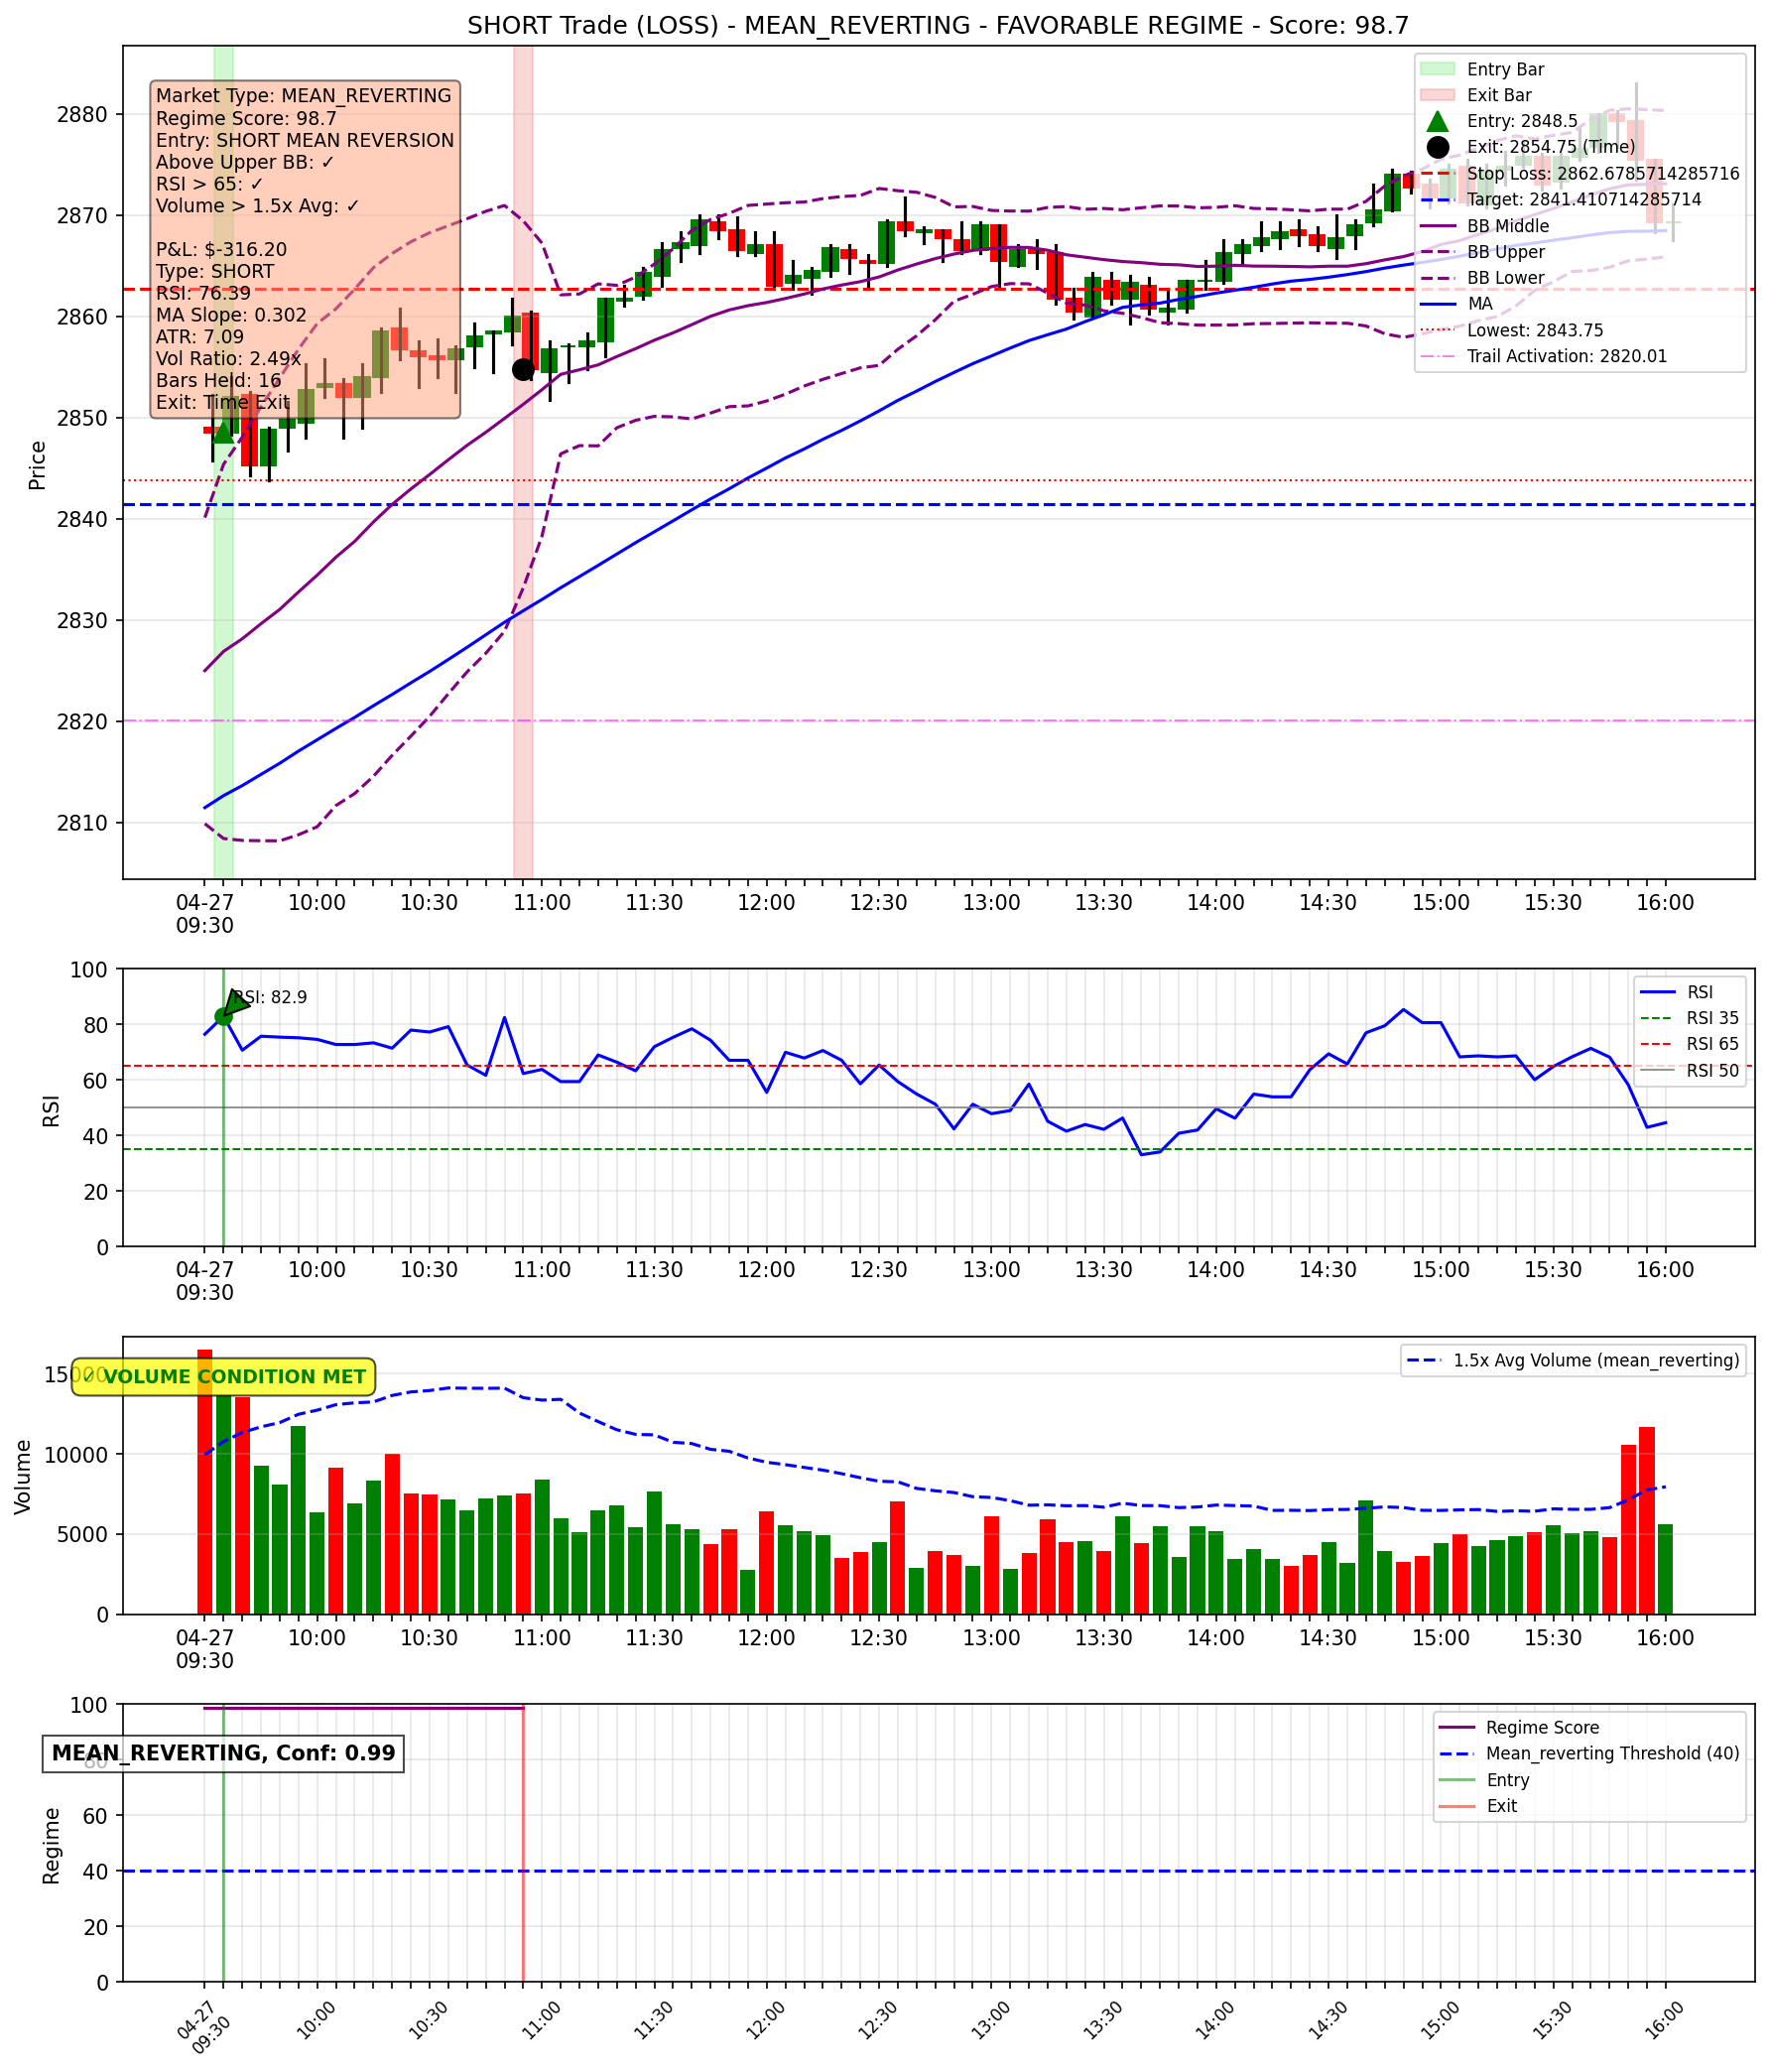 SHORT Trade (LOSS) - MEAN_REVERTING - FAVORABLE REGIME - Score: 98.7
Market Type: MEAN_REVERTING
Regime Score: 98.7
Entry: SHORT MEAN REVERSION
Above Upper BB: ✓
RSI > 65: ✓
Volume > 1.5x Avg: ✓
P&L: $-316.20
Type: SHORT
RSI: 76.39
MA Slope: 0.302
ATR: 7.09
Vol Ratio: 2.49x
Bars Held: 16
Exit: Time Exit
Entry Bar
Exit Bar
Entry: 2848.5
Exit: 2854.75 (Time)
Stop Loss: 2862.6785714285716
Target: 2841.410714285714
BB Middle
BB Upper
BB Lower
MA
Lowest: 2843.75
Trail Activation: 2820.01
Price
2880
2870
2860
2850
2840
2830
2820
2810
04-27 10:00 10:30 11:00 11:30 12:00 12:30 13:00 13:30 14:00 14:30 15:00 15:30 16:00
09:30
RSI
100
80
60
40
20
0
RSI: 82.9
RSI
RSI 35
RSI 65
RSI 50
04-27 10:00 10:30 11:00 11:30 12:00 12:30 13:00 13:30 14:00 14:30 15:00 15:30 16:00
09:30
Volume
15000
10000
5000
0
✓ VOLUME CONDITION MET
1.5x Avg Volume (mean_reverting)
04-27 10:00 10:30 11:00 11:30 12:00 12:30 13:00 13:30 14:00 14:30 15:00 15:30 16:00
09:30
Regime
100
80
60
40
20
0
MEAN_REVERTING, Conf: 0.99
Regime Score
Mean_reverting Threshold (40)
Entry
Exit
04-27 10:00 10:30 11:00 11:30 12:00 12:30 13:00 13:30 14:00 14:30 15:00 15:30 16:00
09:30